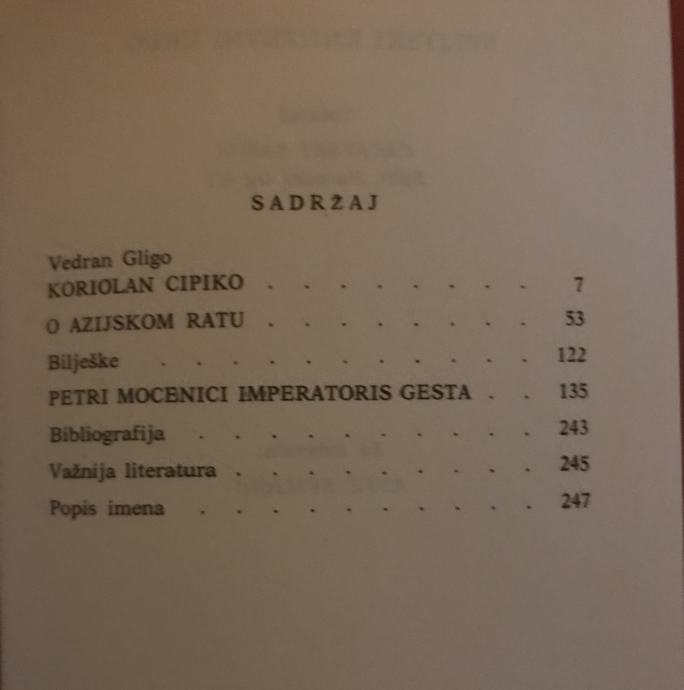 SADRŽAJ
Vedran Gligo
KORIOLAN CIPIKO . . . . . . . . 7
O AZIJSKOM RATU . . . . . . . . 53
Bilješke . . . . . . . . . . . 122
PETRI MOCENICI IMPERATORIS GESTA . . 135
Bibliografija . . . . . . . . . . 243
Važnija literatura . . . . . . . . . 245
Popis imena . . . . . . . . . . 247